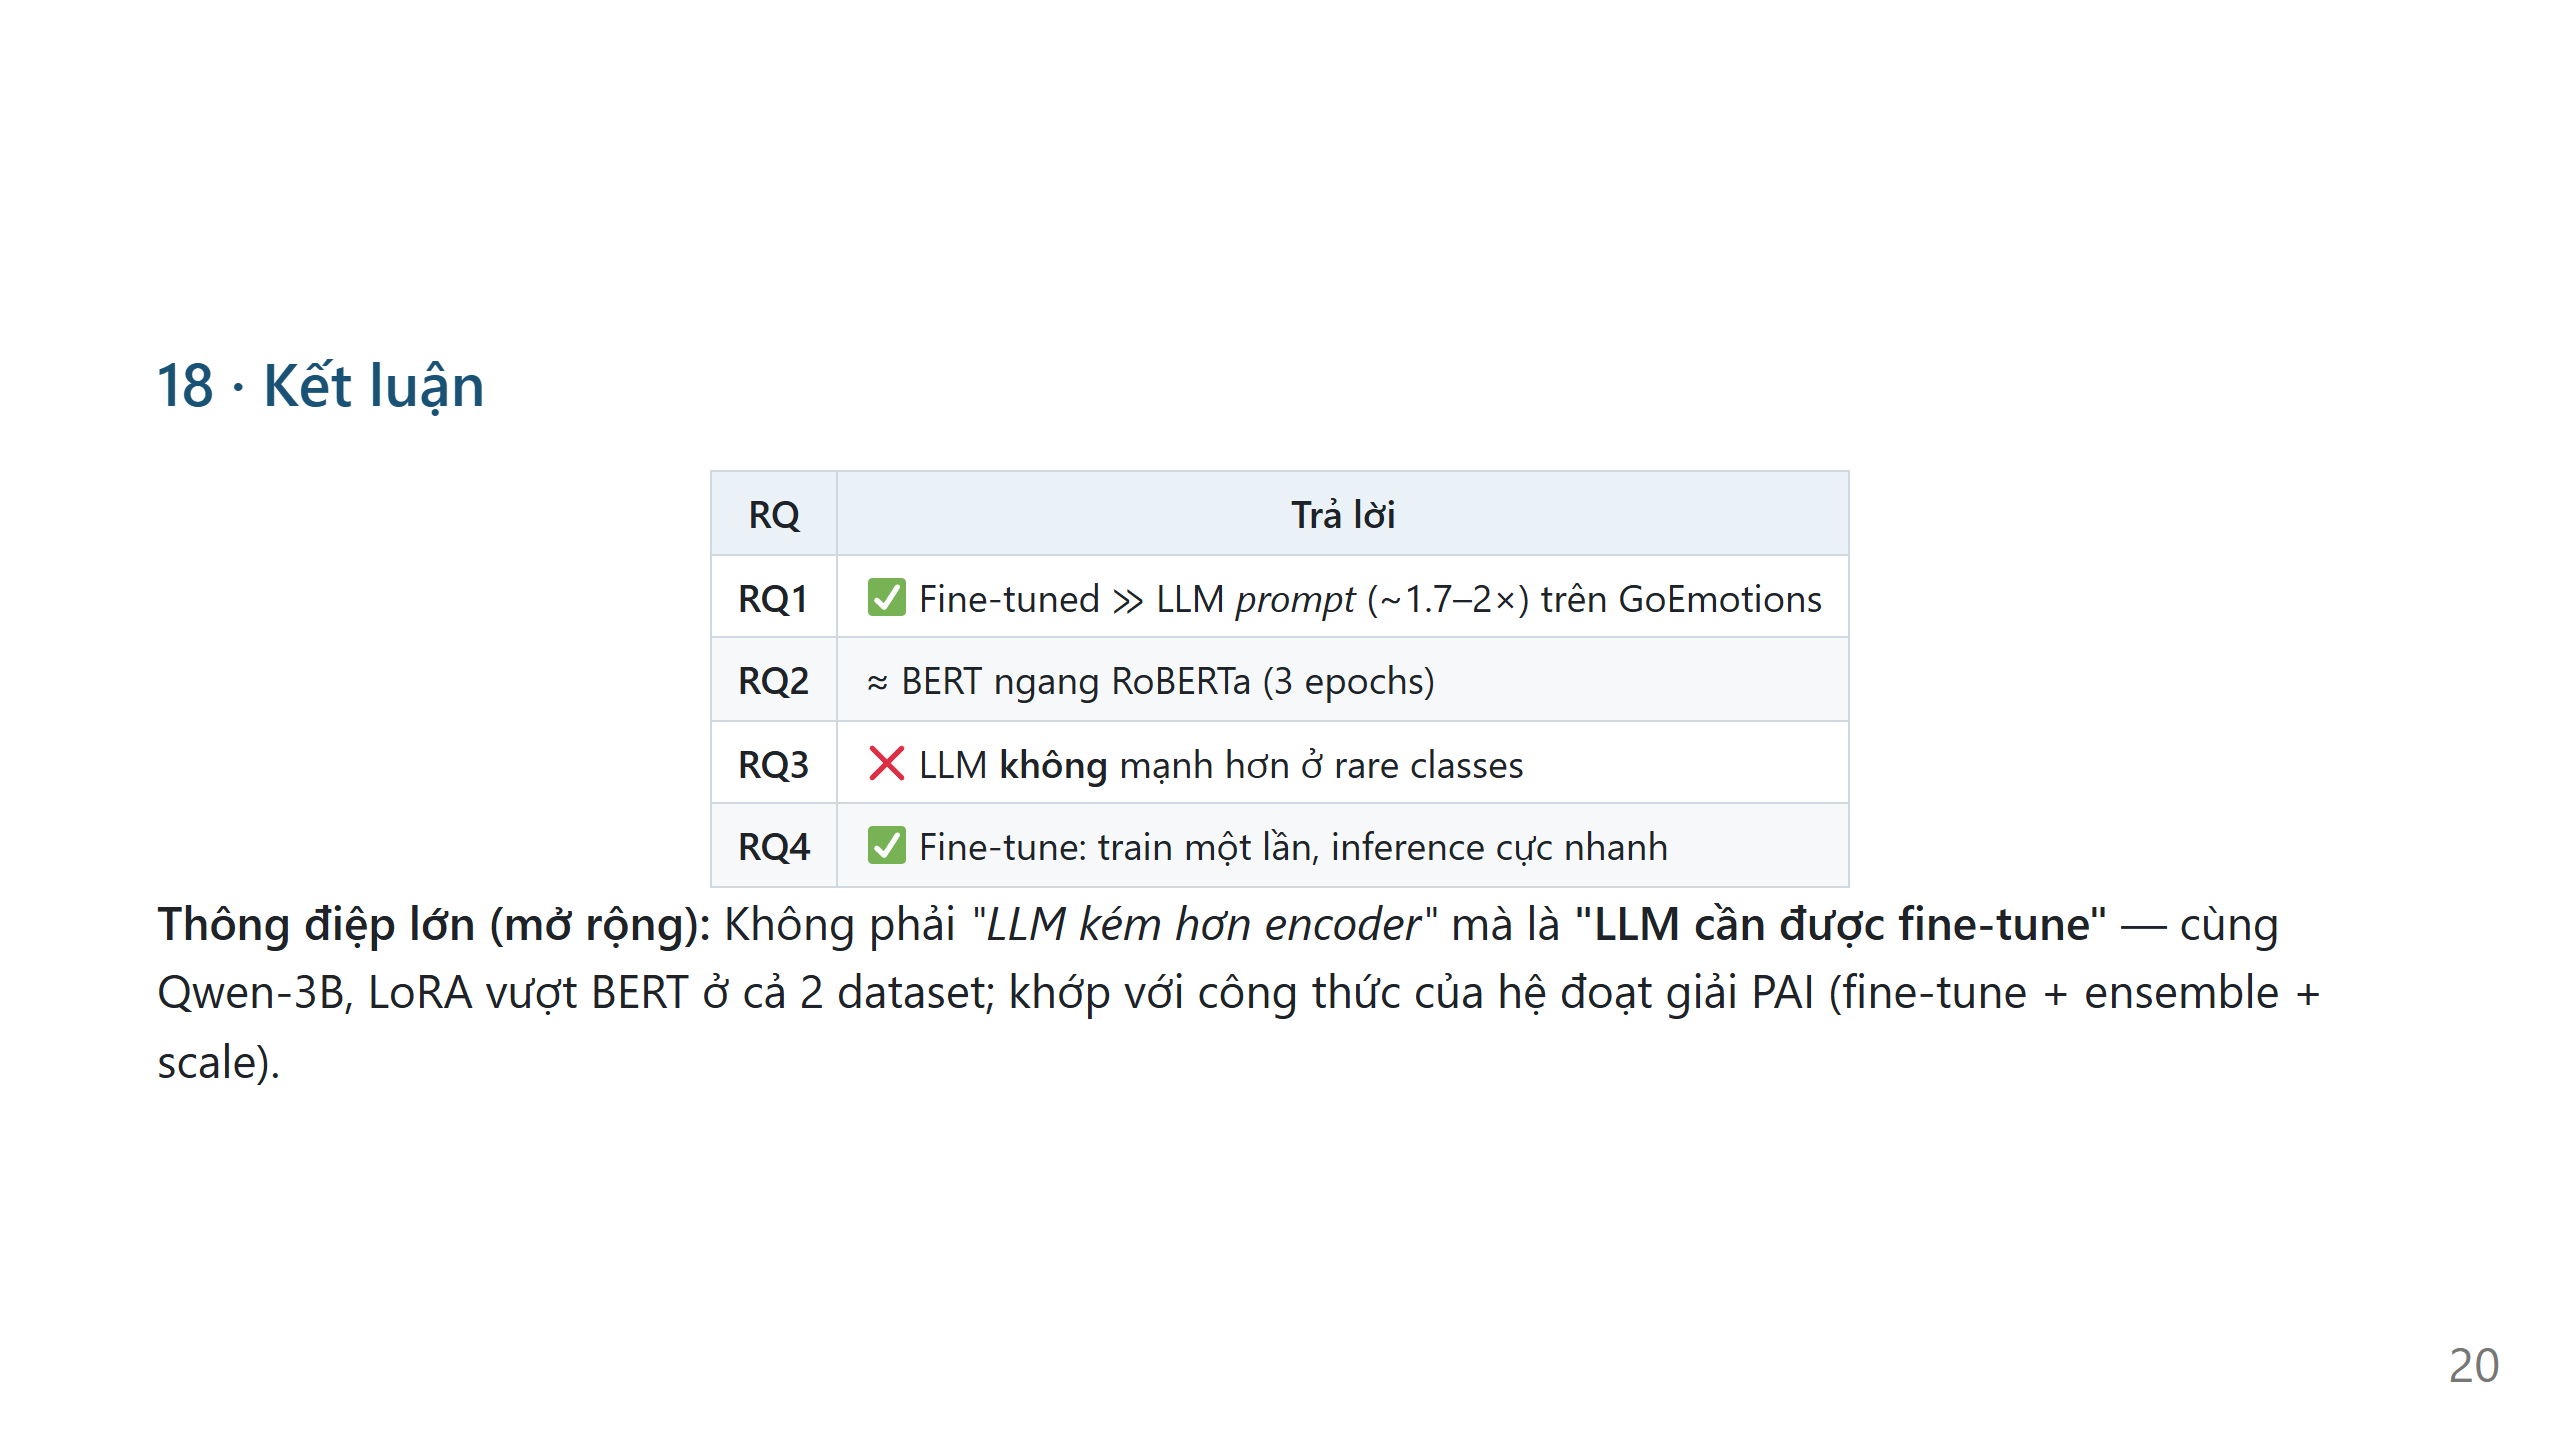 18 · Kết luận
RQ Trả lời
RQ1 ✅ Fine-tuned ≫ LLM prompt (~1.7–2×) trên GoEmotions
RQ2 ≈ BERT ngang RoBERTa (3 epochs)
RQ3 ❌ LLM không mạnh hơn ở rare classes
RQ4 ✅ Fine-tune: train một lần, inference cực nhanh
Thông điệp lớn (mở rộng): Không phải "LLM kém hơn encoder" mà là "LLM cần được fine-tune" — cùng
Qwen-3B, LoRA vượt BERT ở cả 2 dataset; khớp với công thức của hệ đoạt giải PAI (fine-tune + ensemble +
scale).
20